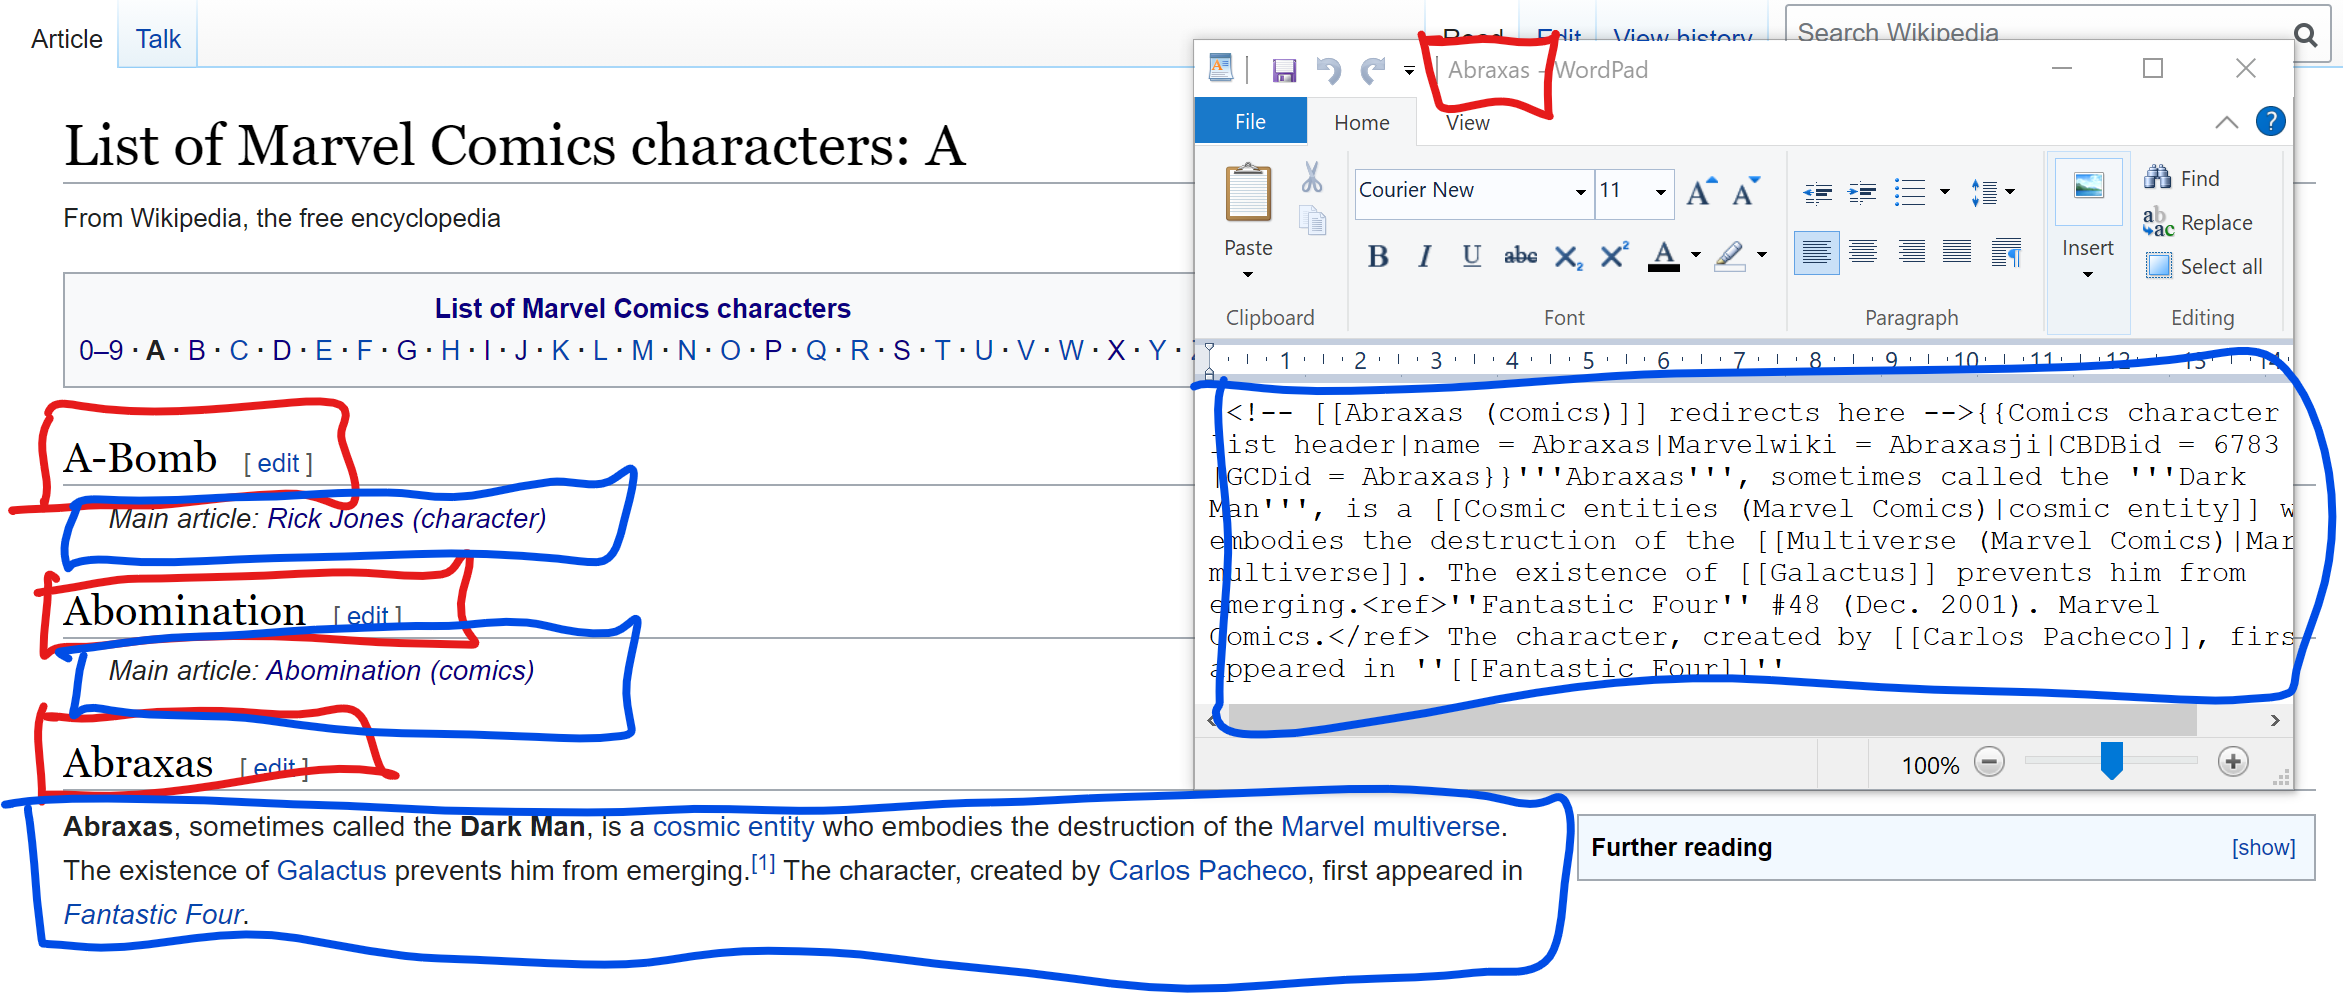 Article Talk Read Edit View history Search Wikipedia
Abraxas - WordPad
File Home View
List of Marvel Comics characters: A
From Wikipedia, the free encyclopedia
Courier New 11
Paste
Clipboard
Font
Paragraph
Insert
Find
Replace
Select all
Editing
List of Marvel Comics characters
0–9 · A · B · C · D · E · F · G · H · I · J · K · L · M · N · O · P · Q · R · S · T · U · V · W · X · Y ·
1 2 3 4 5 6 7 8 9 10 11 12 13 14
<!-- [[Abraxas (comics)]] redirects here -->{{Comics character
list header|name = Abraxas|Marvelwiki = Abraxasji|CBDBid = 6783
|GCDid = Abraxas}}'''Abraxas''', sometimes called the '''Dark
Man''', is a [[Cosmic entities (Marvel Comics)|cosmic entity]] w
embodies the destruction of the [[Multiverse (Marvel Comics)|Mar
multiverse]]. The existence of [[Galactus]] prevents him from
emerging.<ref>''Fantastic Four'' #48 (Dec. 2001). Marvel
Comics.</ref> The character, created by [[Carlos Pacheco]], firs
appeared in ''[[Fantastic Four]]''
100%
A-Bomb [ edit ]
Main article: Rick Jones (character)
Abomination [ edit ]
Main article: Abomination (comics)
Abraxas [ edit ]
Abraxas, sometimes called the Dark Man, is a cosmic entity who embodies the destruction of the Marvel multiverse.
The existence of Galactus prevents him from emerging.[1] The character, created by Carlos Pacheco, first appeared in
Fantastic Four.
Further reading [show]